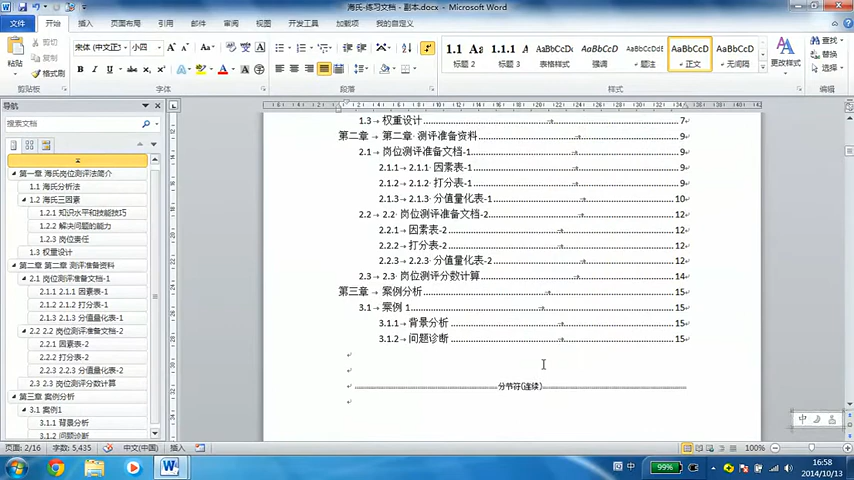 海氏-练习文档 - 副本.docx - Microsoft Word
文件 开始 插入 页面布局 引用 邮件 审阅 视图 开发工具 加载项 我的自定义
粘贴 剪切 复制 格式刷
宋体 (中文正) 小四
1.1 Aa 1.1.1 AaBbCcD AaBbCcD AaBbCcD AaBbCcD
标题 2 标题 3 表格样式 强调 题注 正文 无间隔 更改样式
查找 替换 选择
剪贴板 字体 段落 样式 编辑
导航
搜索文档
第一章 海氏岗位测评法简介
1.1 海氏分析法
1.2 海氏三因素
1.2.1 知识水平和技能技巧
1.2.2 解决问题的能力
1.2.3 岗位责任
1.3 权重设计
第二章 第二章 测评准备资料
2.1 岗位测评准备文档-1
2.1.1 2.1.1 因素表-1
2.1.2 2.1.2 打分表-1
2.1.3 2.1.3 分值量化表-1
2.2 2.2 岗位测评准备文档-2
2.2.1 因素表-2
2.2.2 打分表-2
2.2.3 2.2.3 分值量化表-2
2.3 2.3 岗位测评分数计算
第三章 案例分析
3.1 案例1
3.1.1 背景分析
3.1.2 问题诊断
1.3 → 权重设计 → 7
第二章 → 第二章· 测评准备资料 → 9
2.1 → 岗位测评准备文档-1 → 9
2.1.1 → 2.1.1· 因素表-1 → 9
2.1.2 → 2.1.2· 打分表-1 → 9
2.1.3 → 2.1.3· 分值量化表-1 → 10
2.2 → 2.2· 岗位测评准备文档-2 → 12
2.2.1 → 因素表-2 → 12
2.2.2 → 打分表-2 → 12
2.2.3 → 2.2.3· 分值量化表-2 → 12
2.3 → 2.3· 岗位测评分数计算 → 14
第三章 → 案例分析 → 15
3.1 → 案例 1 → 15
3.1.1 → 背景分析 → 15
3.1.2 → 问题诊断 → 15
分节符(连续)
中
页面: 2/16 字数: 5,435 中文(中国) 插入 100%
中 99% 16:58
2014/10/13